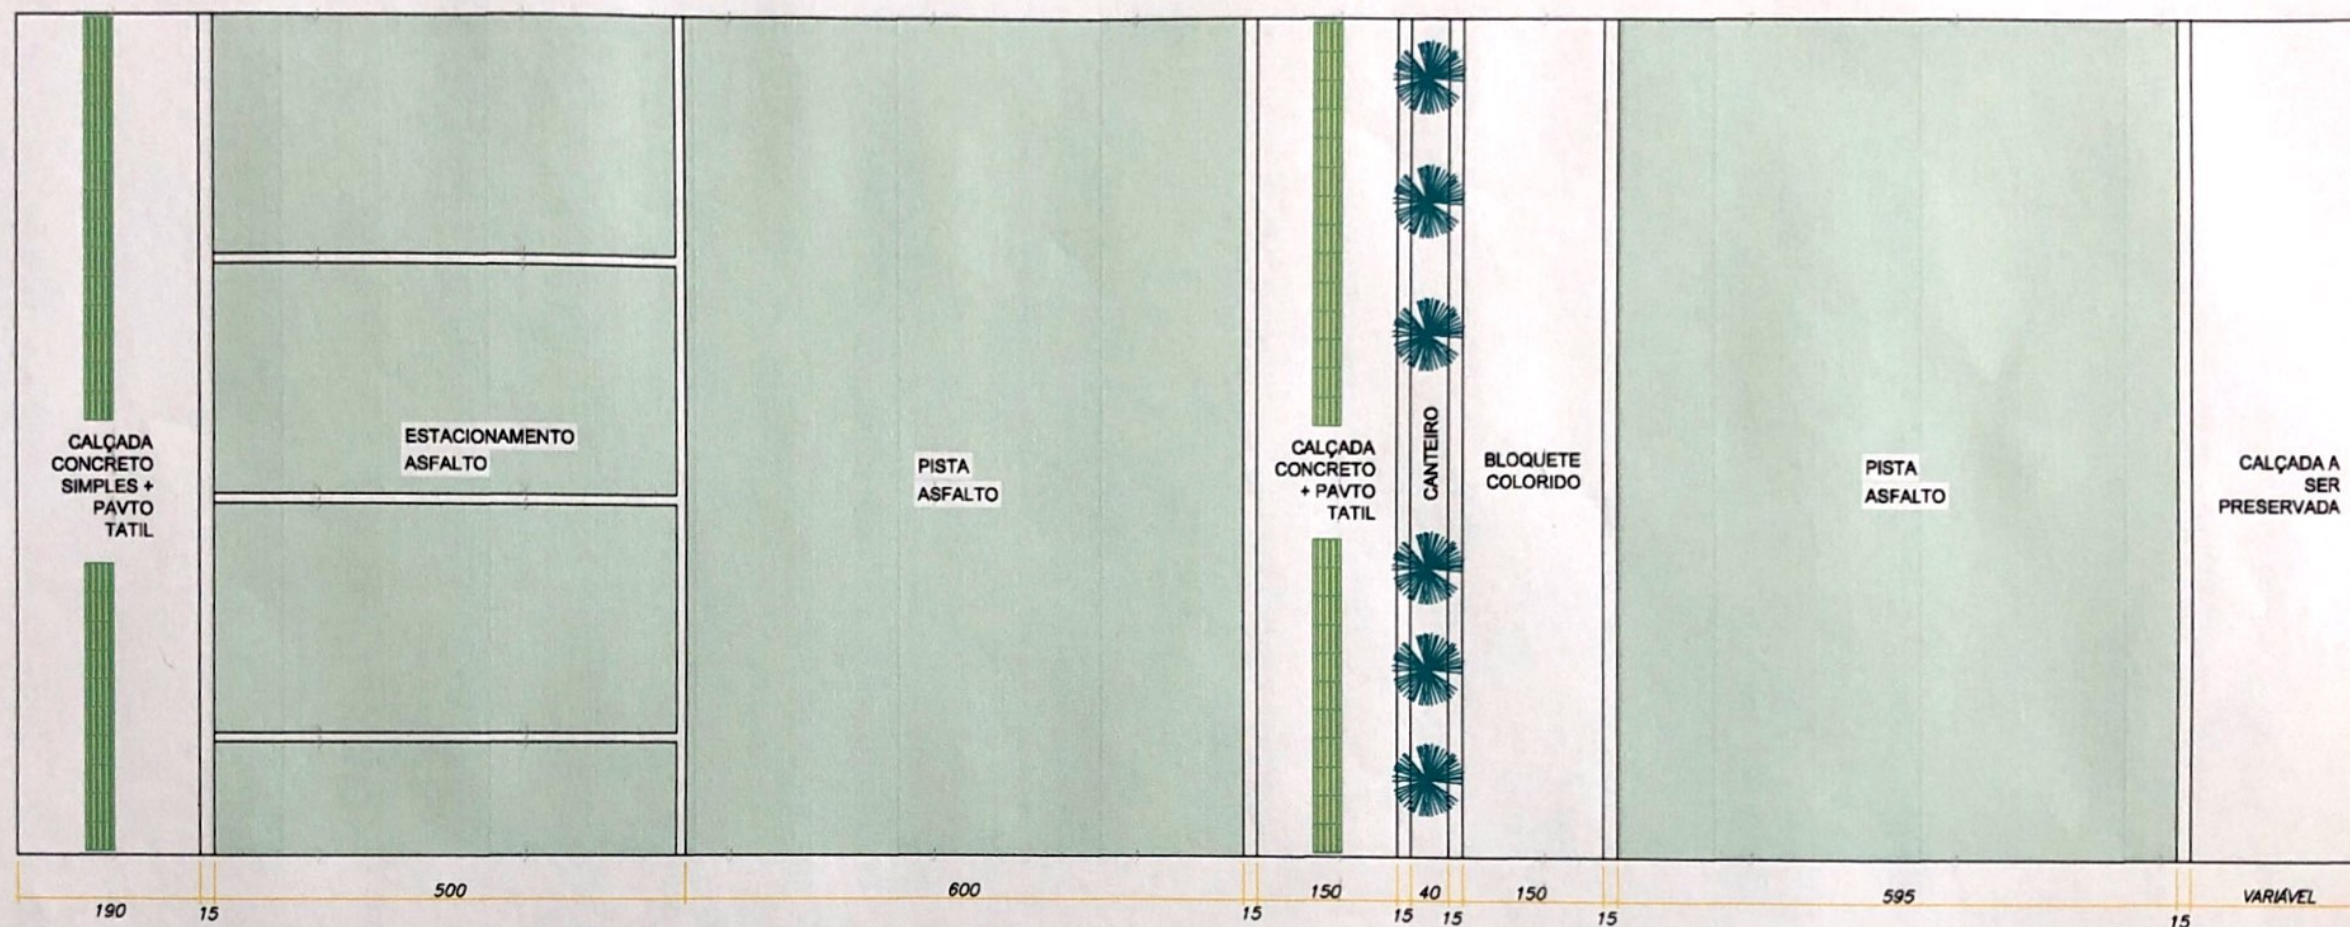 CALÇADA
CONCRETO
SIMPLES +
PAVTO
TATIL
ESTACIONAMENTO
ASFALTO
PISTA
ASFALTO
CALÇADA
CONCRETO
+ PAVTO
TATIL
CANTEIRO
BLOQUETE
COLORIDO
PISTA
ASFALTO
CALÇADA A
SER
PRESERVADA
190
15
500
600
15
150
15
40
15
150
15
595
15
VARIÁVEL